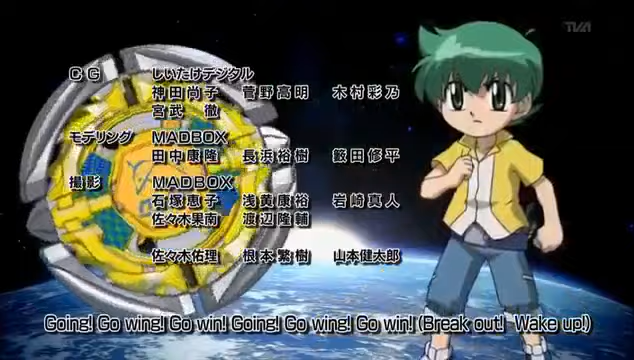 TVA
CG しいたけデジタル
神田尚子 菅野高明 木村彩乃
宮武 徹
モデリング MADBOX
田中康隆 長浜裕樹 籔田修平
撮影 MADBOX
石塚恵子 浅黄康裕 岩崎真人
佐々木果南 渡辺隆輔
佐々木佑理 根本繁樹 山本健太郎
Going! Go wing! Go win! Going! Go wing! Go win! (Break out! Wake up!)